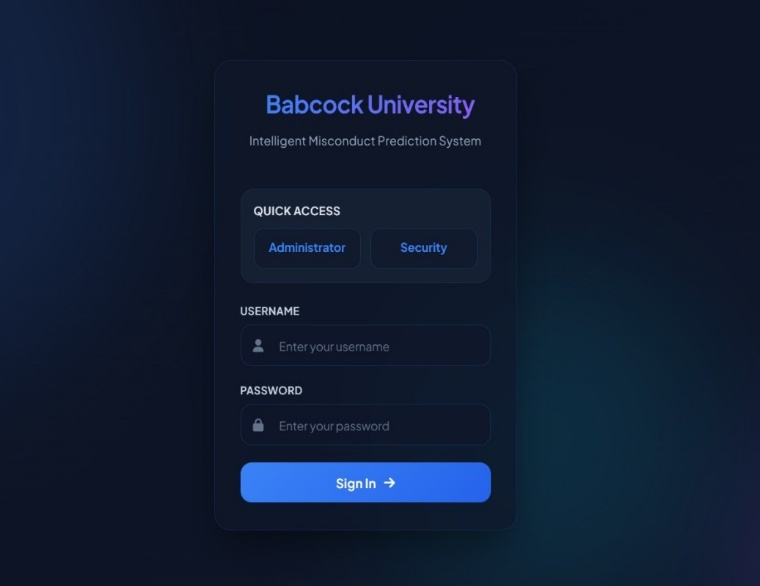 Babcock University
Intelligent Misconduct Prediction System
QUICK ACCESS
Administrator Security
USERNAME
Enter your username
PASSWORD
Enter your password
Sign In →